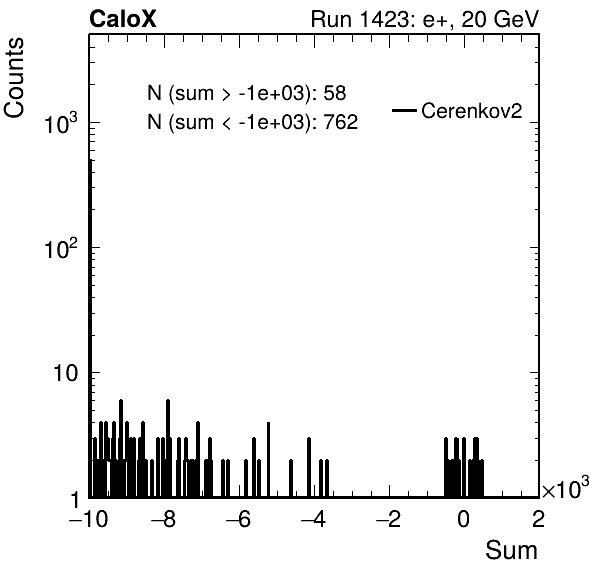 CaloX Run 1423: e+, 20 GeV
Counts
N (sum > -1e+03): 58
N (sum < -1e+03): 762
Cerenkov2
10³
10²
10
1
−10 −8 −6 −4 −2 0 2
×10³
Sum